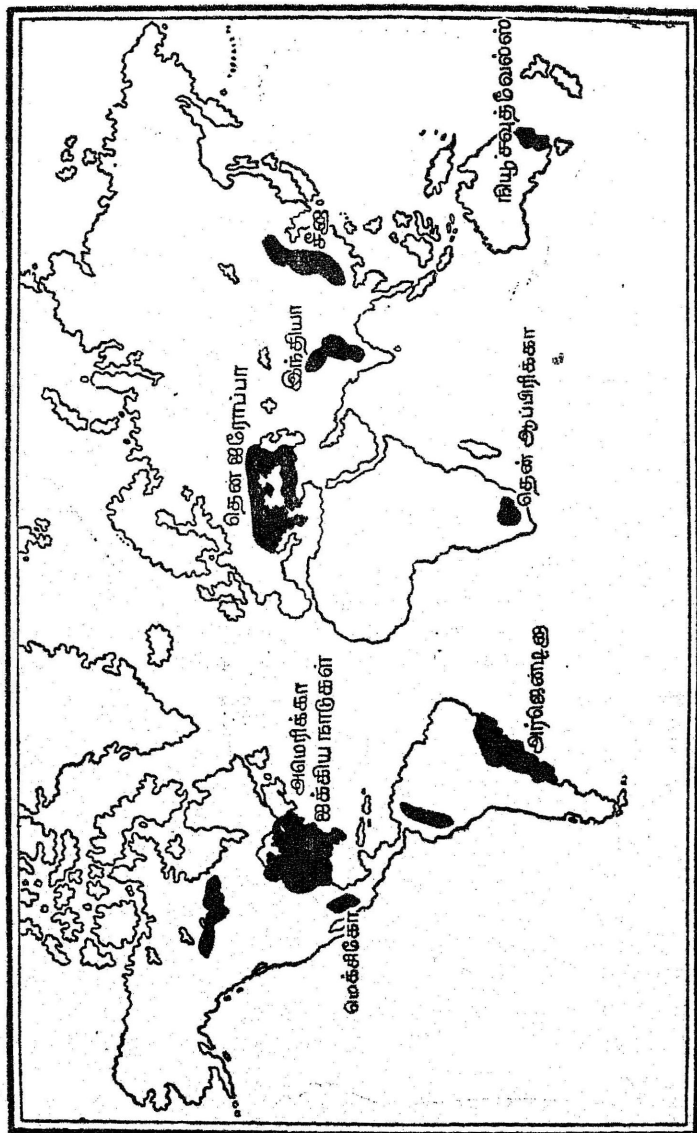 அமெரிக்கா
ஐக்கிய நாடுகள்
மெக்சிகோ
அர்ஜெண்டினா
தென் ஐரோப்பா
இந்தியா
சீனா
தென் ஆப்பிரிக்கா
நியூசவுத்வேல்ஸ்